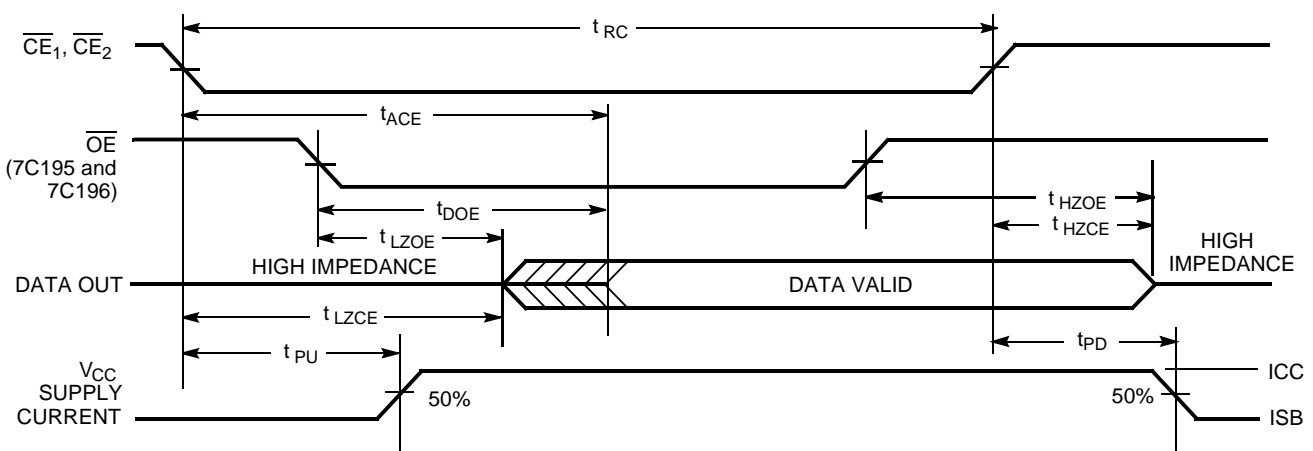 t RC
CE1, CE2
tACE
OE
(7C195 and
7C196)
tDOE
t HZOE
t HZCE
t LZOE
HIGH
IMPEDANCE
HIGH IMPEDANCE
DATA OUT
DATA VALID
t LZCE
t PU
tPD
VCC
SUPPLY
CURRENT
50%
50%
ICC
ISB